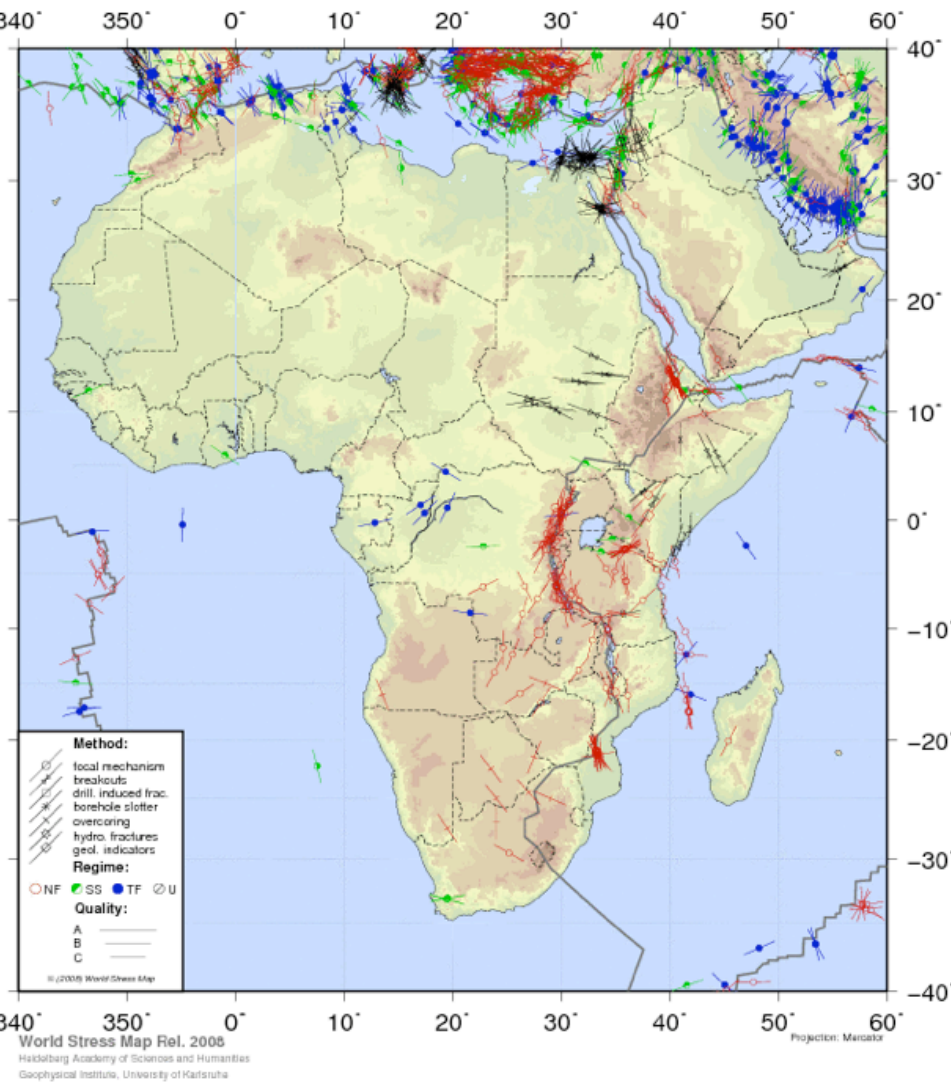 340° 350° 0° 10° 20° 30° 40° 50° 60°
40°
30°
20°
10°
0°
−10°
−20°
−30°
−40°
Method:
focal mechanism
breakouts
drill. induced frac.
borehole slotter
overcoring
hydro. fractures
geol. indicators
Regime:
NF SS TF U
Quality:
A
B
C
© (2008) World Stress Map
340° 350° 0° 10° 20° 30° 40° 50° 60°
World Stress Map Rel. 2008
Projection: Mercator
Heidelberg Academy of Sciences and Humanities
Geophysical Institute, University of Karlsruhe